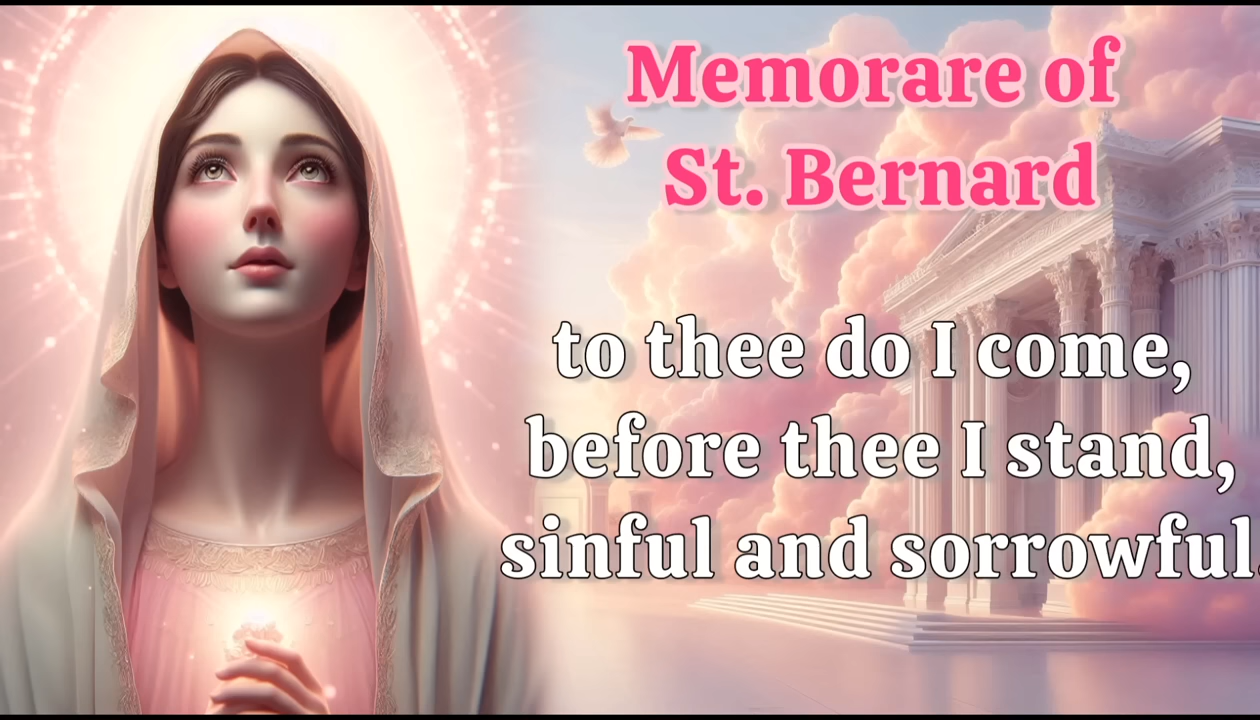 Memorare of
St. Bernard
to thee do I come,
before thee I stand,
sinful and sorrowful.